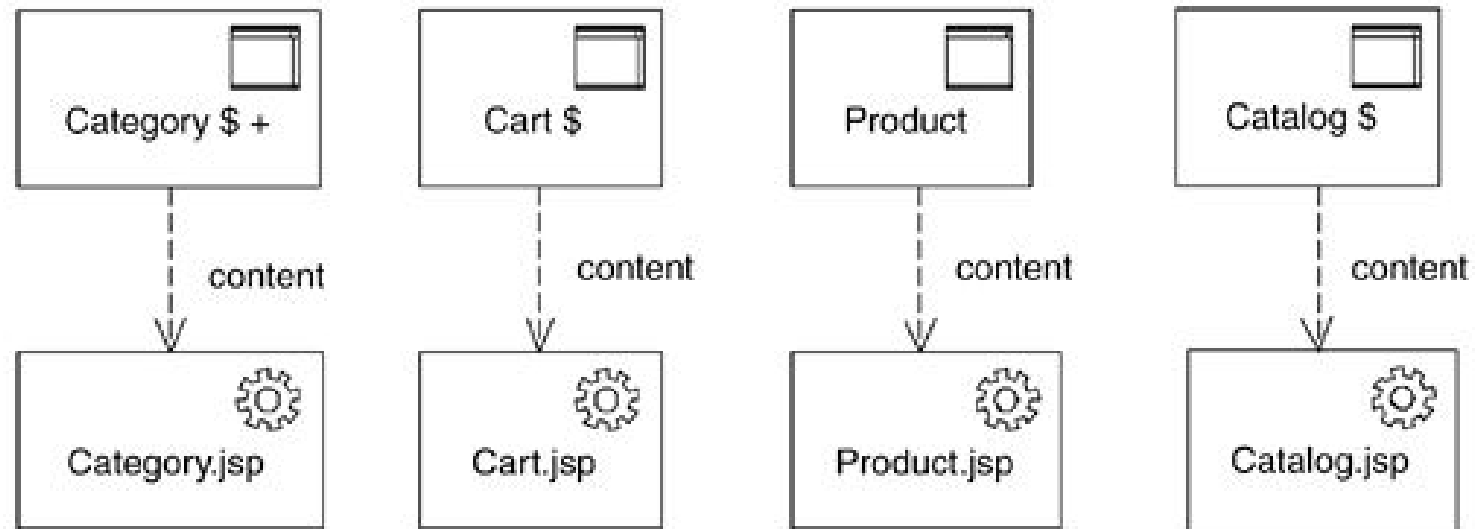 Category $ +
Cart $
Product
Catalog $
content
content
content
content
Category.jsp
Cart.jsp
Product.jsp
Catalog.jsp